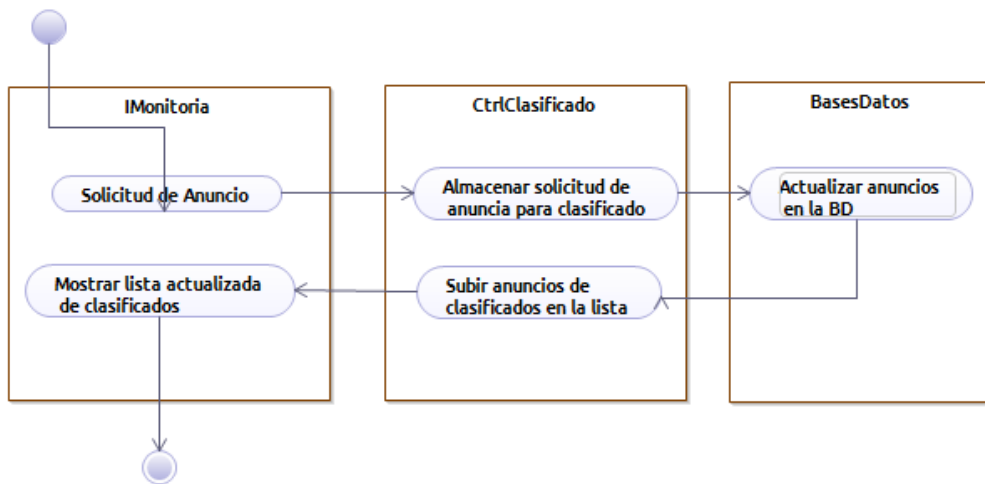 IMonitoria
CtrlClasificado
BasesDatos
Solicitud de Anuncio
Almacenar solicitud de
anuncia para clasificado
Actualizar anuncios
en la BD
Mostrar lista actualizada
de clasificados
Subir anuncios de
clasificados en la lista